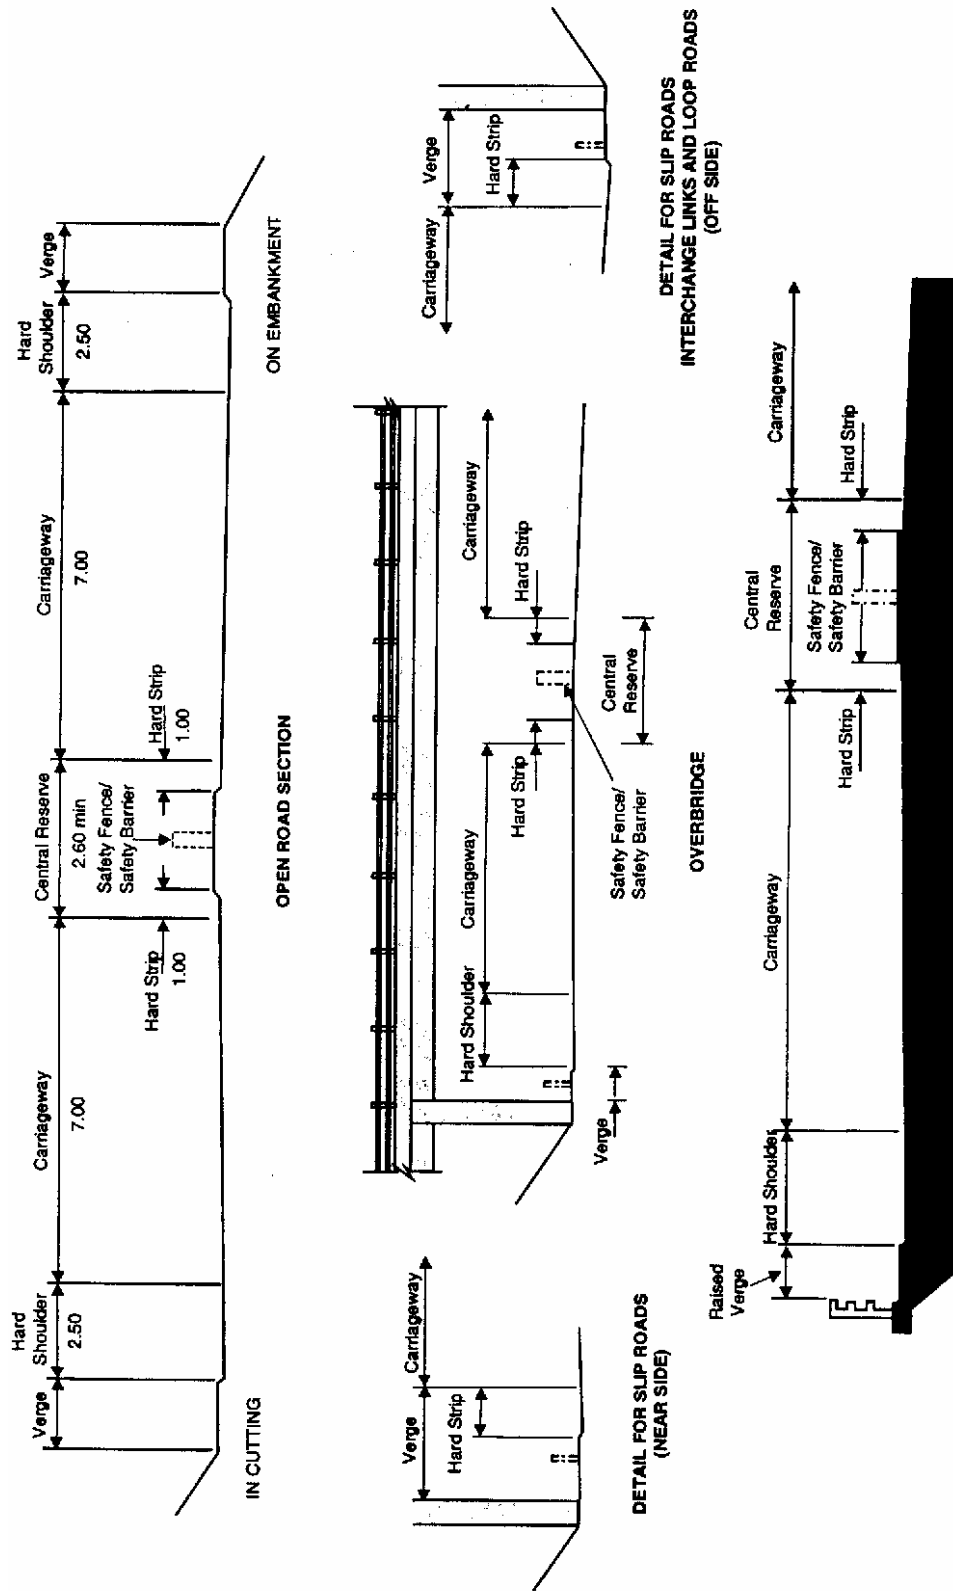 Verge
Hard
Shoulder
2.50
Carriageway
7.00
Central Reserve
2.60 min
Safety Fence/
Safety Barrier
Hard Strip
1.00
Hard Strip
1.00
Carriageway
7.00
Hard
Shoulder
2.50
Verge
IN CUTTING
ON EMBANKMENT
OPEN ROAD SECTION
Verge
Hard Strip
Carriageway
DETAIL FOR SLIP ROADS
(NEAR SIDE)
Verge
Hard Shoulder
Carriageway
Hard Strip
Safety Fence/
Safety Barrier
Central
Reserve
Hard Strip
Carriageway
OVERBRIDGE
Carriageway
Verge
Hard Strip
DETAIL FOR SLIP ROADS
INTERCHANGE LINKS AND LOOP ROADS
(OFF SIDE)
Raised
Verge
Hard Shoulder
Carriageway
Hard Strip
Central
Reserve
Safety Fence/
Safety Barrier
Hard Strip
Carriageway